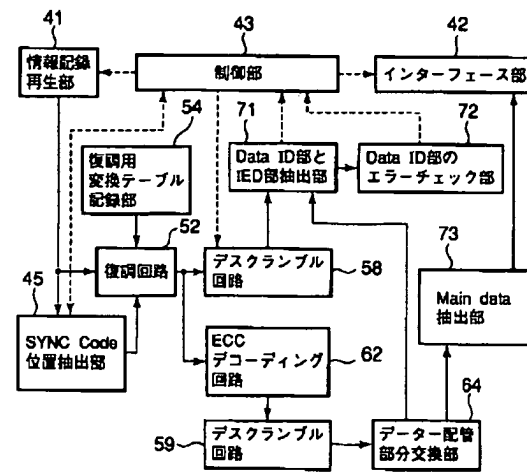 41
43
42
情報記録
再生部
制御部
インターフェース部
54
71
72
復調用
変換テーブル
記録部
Data ID部と
IED部抽出部
Data ID部の
エラーチェック部
52
73
復調回路
デスクランブル
回路
58
45
Main data
抽出部
SYNC Code
位置抽出部
ECC
デコーディング
回路
62
64
59
デスクランブル
回路
データー配管
部分交換部